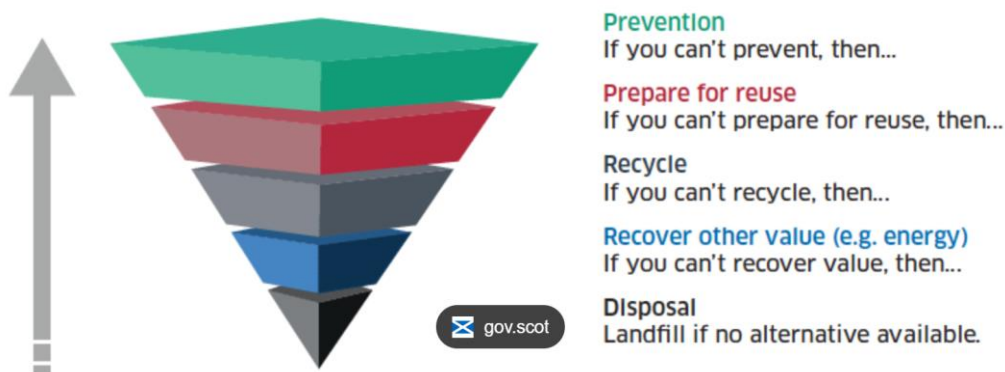 Prevention
If you can't prevent, then...
Prepare for reuse
If you can't prepare for reuse, then...
Recycle
If you can't recycle, then...
Recover other value (e.g. energy)
If you can't recover value, then...
Disposal
Landfill if no alternative available.
gov.scot